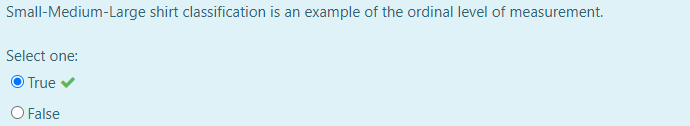 Small-Medium-Large shirt classification is an example of the ordinal level of measurement.
Select one:
True
False